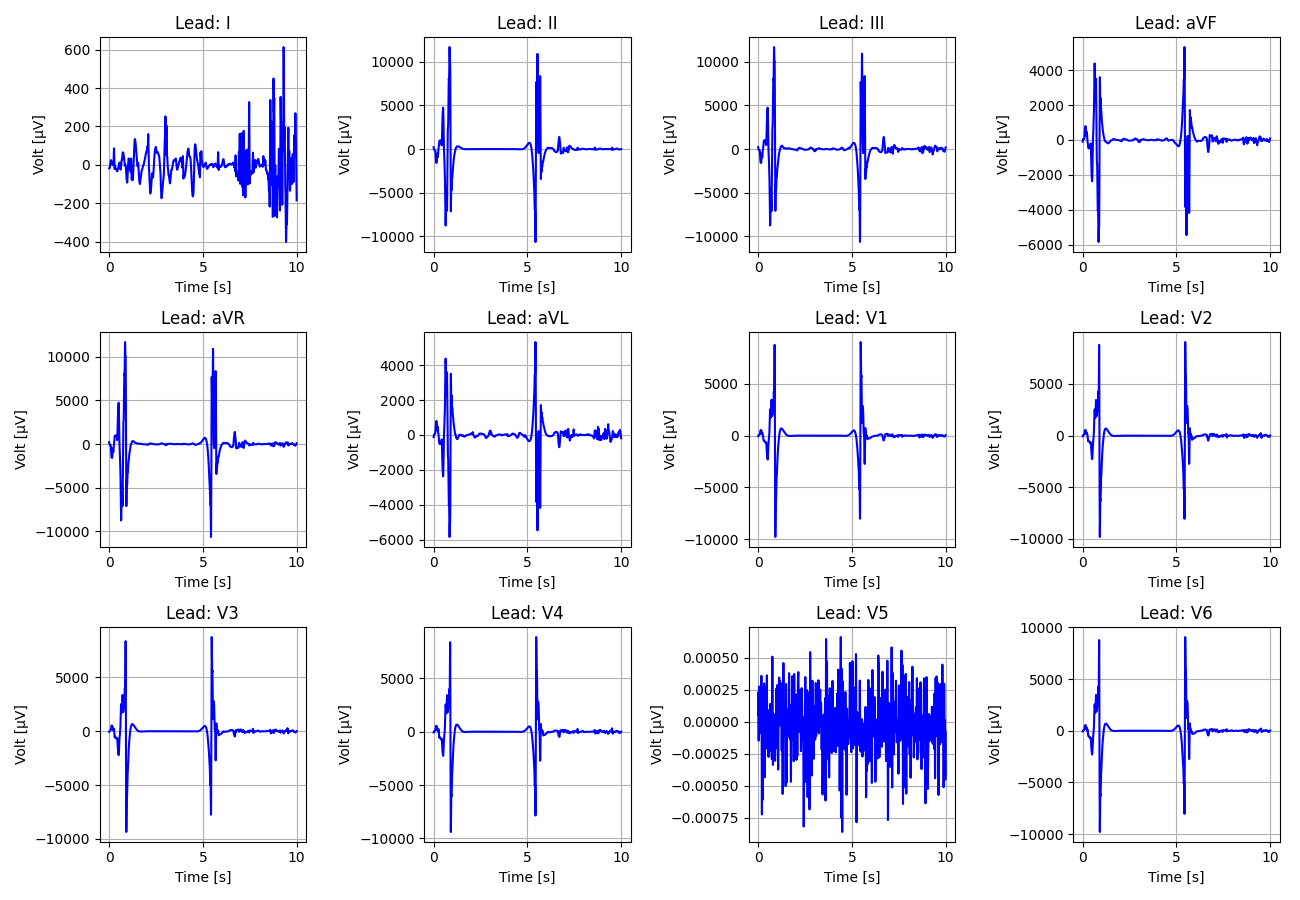 Lead: I
Lead: II
Lead: III
Lead: aVF
Volt [µV]
600
400
200
0
−200
−400
0 5 10
Time [s]
Volt [µV]
10000
5000
0
−5000
−10000
0 5 10
Time [s]
Volt [µV]
10000
5000
0
−5000
−10000
0 5 10
Time [s]
Volt [µV]
4000
2000
0
−2000
−4000
−6000
0 5 10
Time [s]
Lead: aVR
Lead: aVL
Lead: V1
Lead: V2
Volt [µV]
10000
5000
0
−5000
−10000
0 5 10
Time [s]
Volt [µV]
4000
2000
0
−2000
−4000
−6000
0 5 10
Time [s]
Volt [µV]
5000
0
−5000
−10000
0 5 10
Time [s]
Volt [µV]
5000
0
−5000
−10000
0 5 10
Time [s]
Lead: V3
Lead: V4
Lead: V5
Lead: V6
Volt [µV]
5000
0
−5000
−10000
0 5 10
Time [s]
Volt [µV]
5000
0
−5000
−10000
0 5 10
Time [s]
Volt [µV]
0.00050
0.00025
0.00000
−0.00025
−0.00050
−0.00075
0 5 10
Time [s]
Volt [µV]
10000
5000
0
−5000
−10000
0 5 10
Time [s]